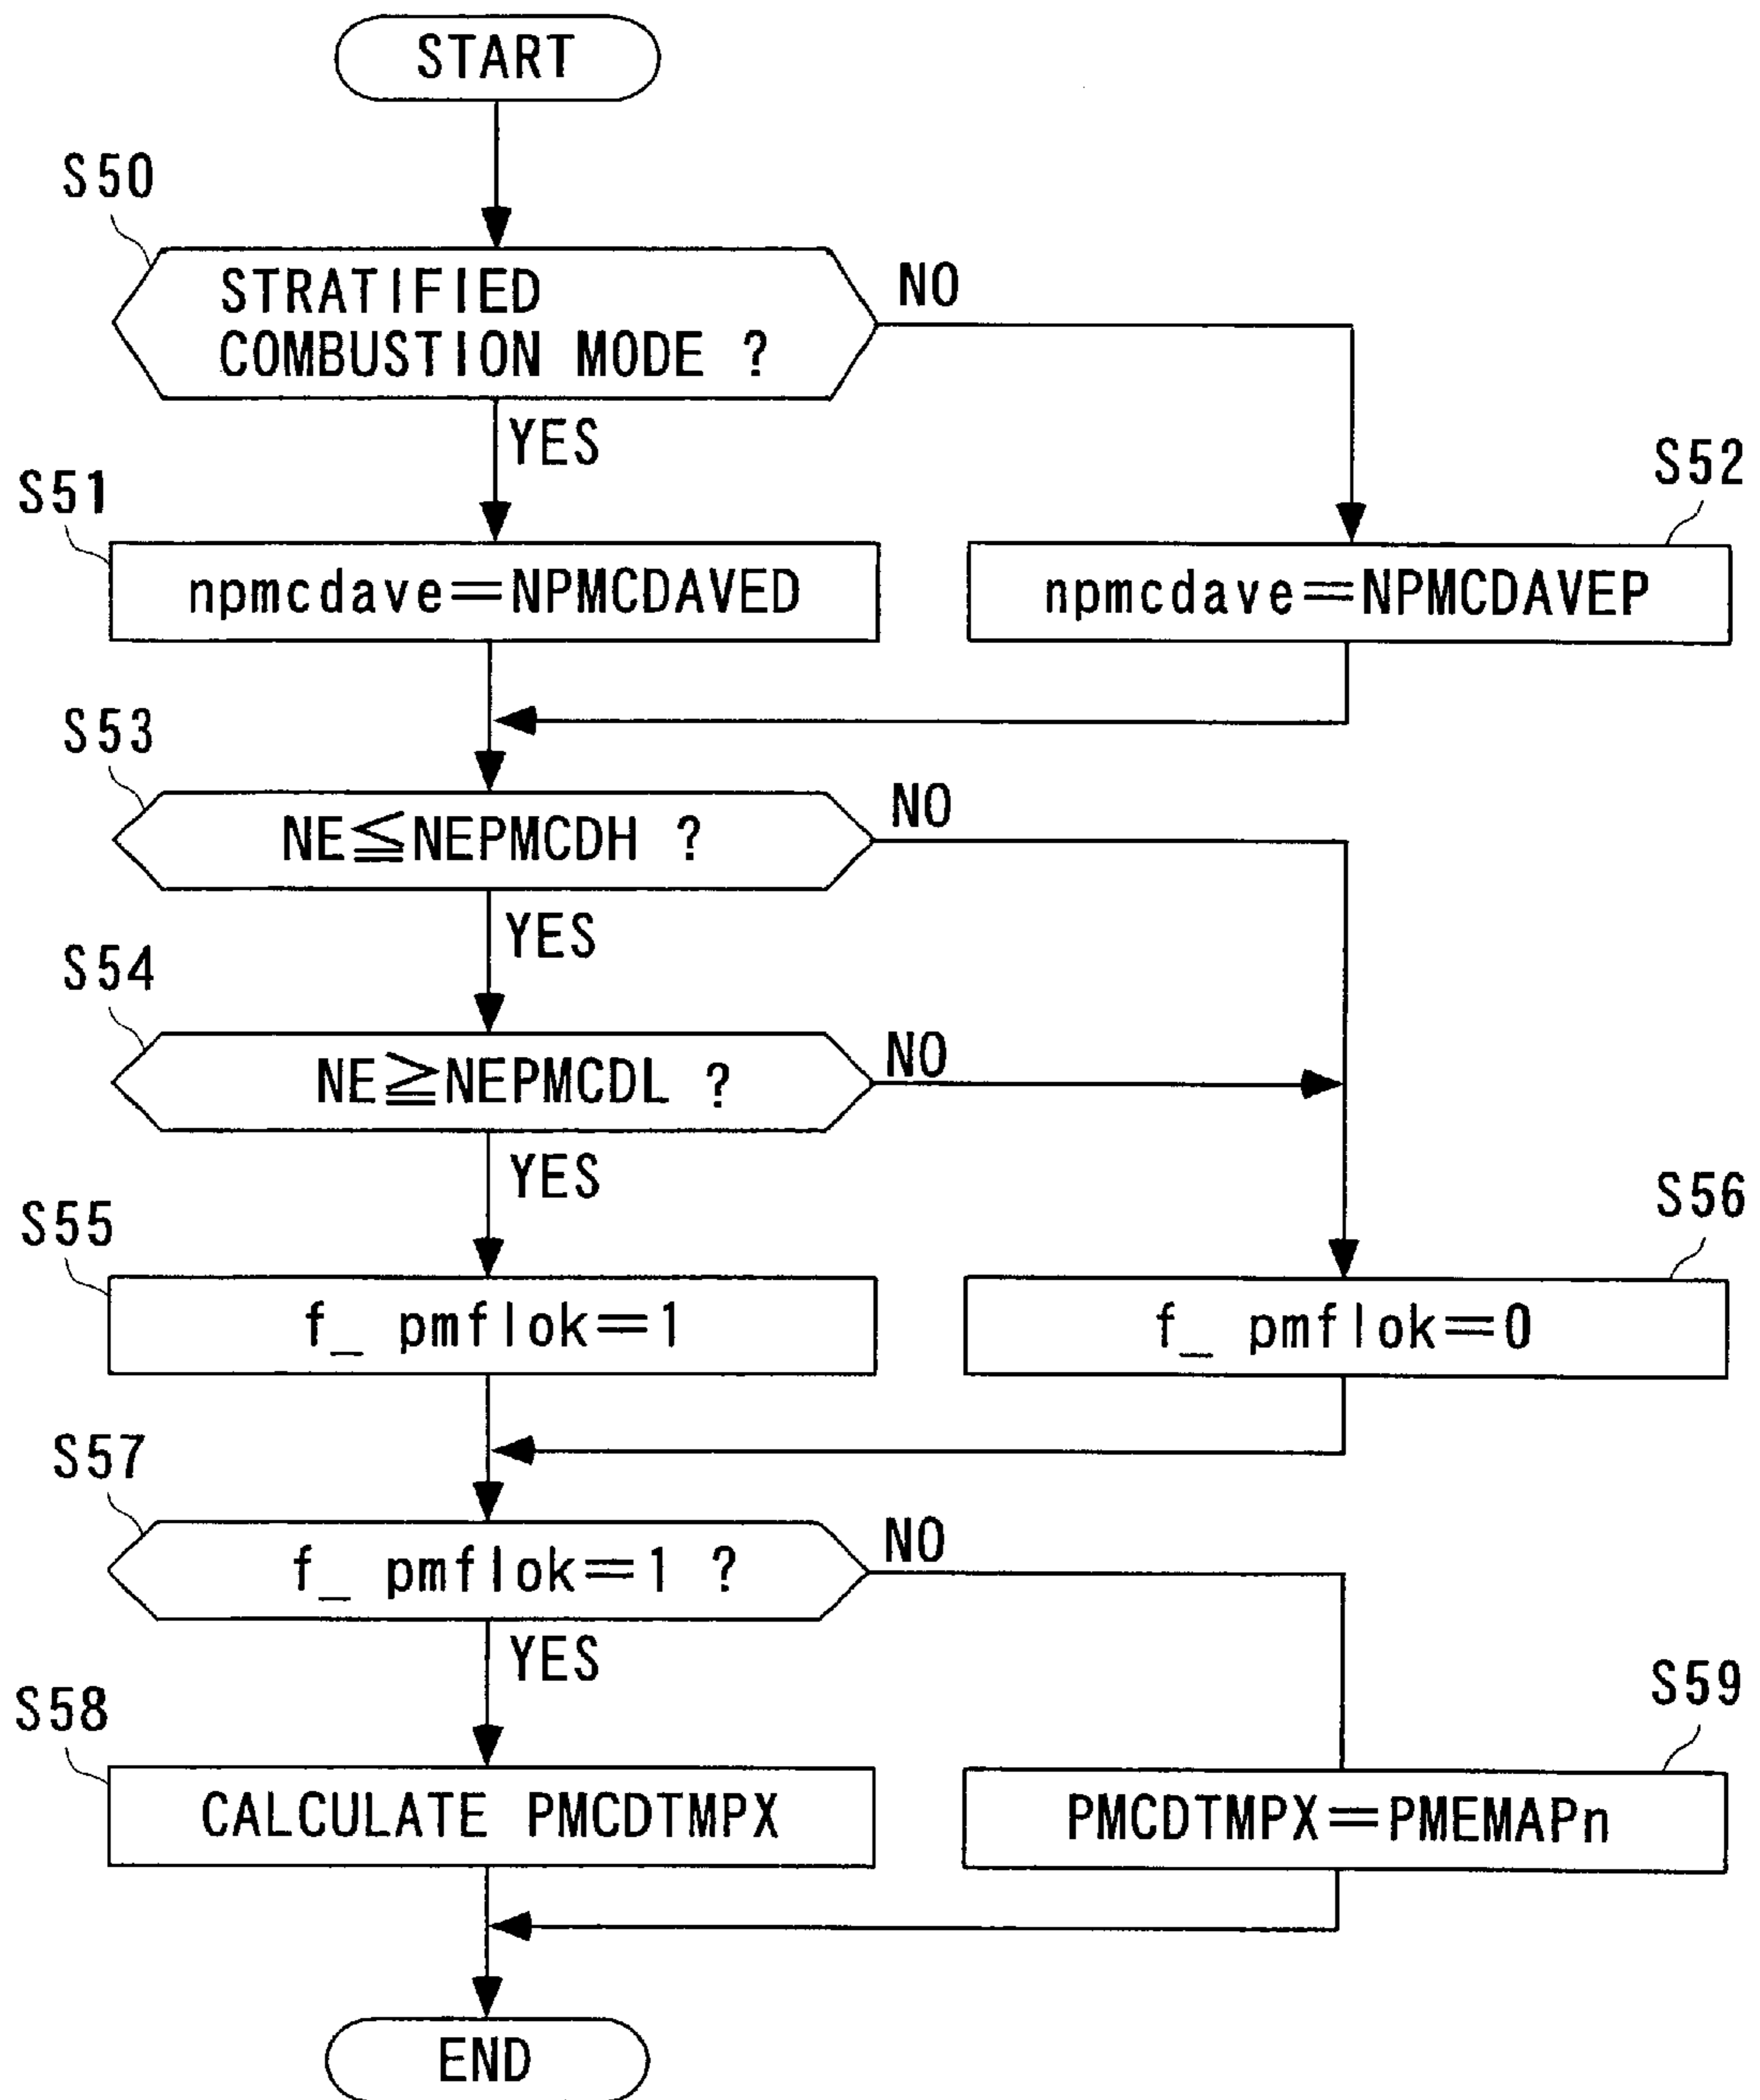 START
S50
STRATIFIED
COMBUSTION MODE ?
NO
YES
S51
npmcdave=NPMCDAVED
S52
npmcdave=NPMCDAVEP
S53
NE≦NEPMCDH ?
NO
YES
S54
NE≧NEPMCDL ?
NO
YES
S55
f_ pmflok=1
S56
f_ pmflok=0
S57
f_ pmflok=1 ?
NO
YES
S58
CALCULATE PMCDTMPX
S59
PMCDTMPX=PMEMAPn
END